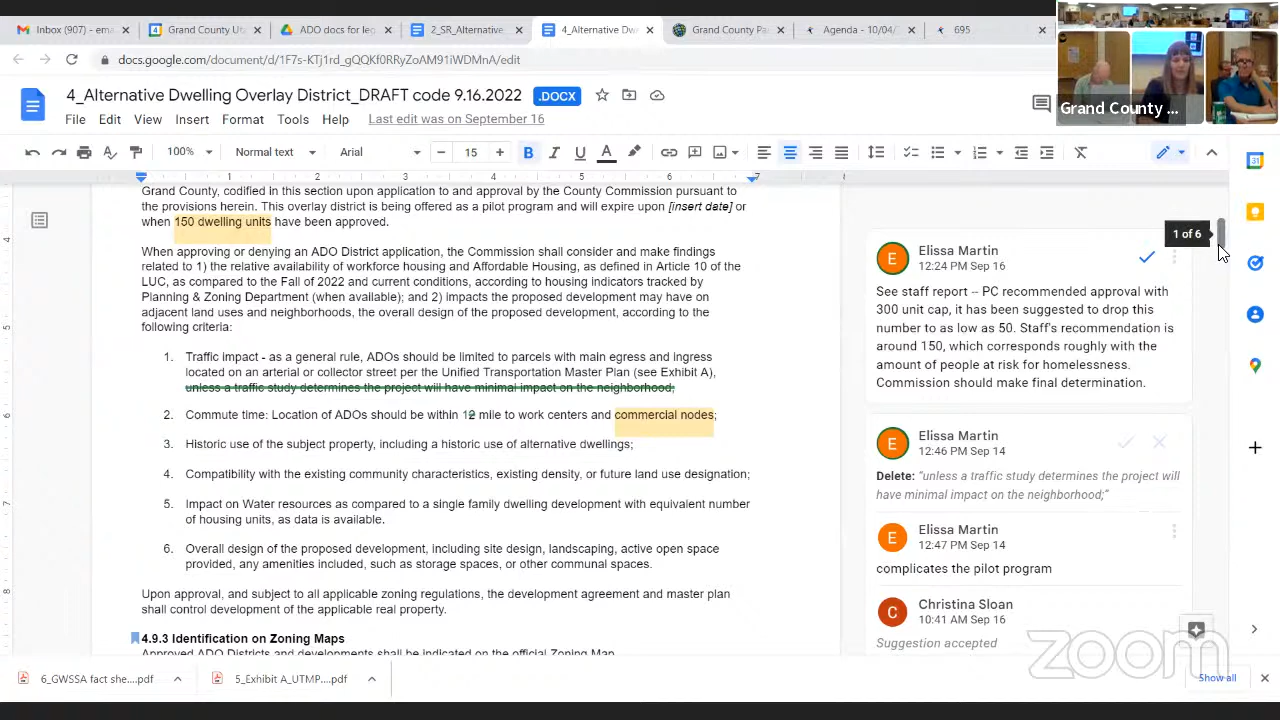 Inbox (907) - em
Grand County Ut
ADO docs for
2_SR_Alternative
4_Alternative Dw
Grand County Pa
Agenda - 10/04/
695
docs.google.com/document/d/1F7s-KTj1rd_gQQKf0RRyZoAM91iWDMnA/edit
4_Alternative Dwelling Overlay District_DRAFT code 9.16.2022
.DOCX
Grand County ...
File Edit View Insert Format Tools Help Last edit was on September 16
100% Normal text Arial 15 B I U A
1 2 3 4 5 6 7
Grand County, codified in this section upon application to and approval by the County Commission pursuant to
the provisions herein. This overlay district is being offered as a pilot program and will expire upon [insert date] or
when 150 dwelling units have been approved.
When approving or denying an ADO District application, the Commission shall consider and make findings
related to 1) the relative availability of workforce housing and Affordable Housing, as defined in Article 10 of the
LUC, as compared to the Fall of 2022 and current conditions, according to housing indicators tracked by
Planning & Zoning Department (when available); and 2) impacts the proposed development may have on
adjacent land uses and neighborhoods, the overall design of the proposed development, according to the
following criteria:
1. Traffic impact - as a general rule, ADOs should be limited to parcels with main egress and ingress
located on an arterial or collector street per the Unified Transportation Master Plan (see Exhibit A),
unless a traffic study determines the project will have minimal impact on the neighborhood;
2. Commute time: Location of ADOs should be within 12 mile to work centers and commercial nodes;
3. Historic use of the subject property, including a historic use of alternative dwellings;
4. Compatibility with the existing community characteristics, existing density, or future land use designation;
5. Impact on Water resources as compared to a single family dwelling development with equivalent number
of housing units, as data is available.
6. Overall design of the proposed development, including site design, landscaping, active open space
provided, any amenities included, such as storage spaces, or other communal spaces.
Upon approval, and subject to all applicable zoning regulations, the development agreement and master plan
shall control development of the applicable real property.
4.9.3 Identification on Zoning Maps
Approved ADO Districts and developments shall be indicated on the official Zoning Map
4
5
6
7
8
1 of 6
E
Elissa Martin
12:24 PM Sep 16
See staff report -- PC recommended approval with
300 unit cap, it has been suggested to drop this
number to as low as 50. Staff's recommendation is
around 150, which corresponds roughly with the
amount of people at risk for homelessness.
Commission should make final determination.
E
Elissa Martin
12:46 PM Sep 14
Delete: "unless a traffic study determines the project will
have minimal impact on the neighborhood;"
E
Elissa Martin
12:47 PM Sep 14
complicates the pilot program
C
Christina Sloan
10:41 AM Sep 16
Suggestion accepted
31
zoom
6_GWSSA fact she....pdf
5_Exhibit A_UTMP....pdf
Show all